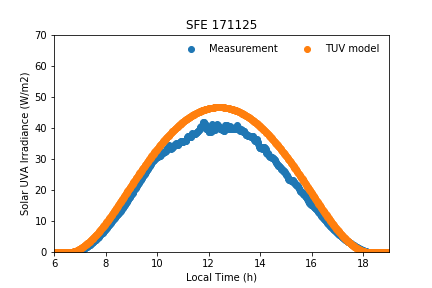 SFE 171125
Measurement
TUV model
Solar UVA Irradiance (W/m2)
70
60
50
40
30
20
10
0
6 8 10 12 14 16 18
Local Time (h)